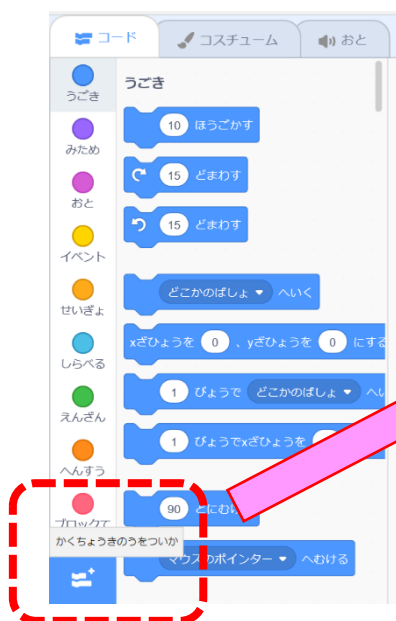 コード コスチューム おと
うごき
うごき
みため
おと
イベント
せいぎょ
しらべる
えんざん
へんすう
ブロックて
かくちょうきのうをついか
10 ほうごかす
15 どまわす
15 どまわす
どこかのばしょ へいく
xざひょうを 0 、yざひょうを 0 にする
1 びょうで どこかのばしょ へい
1 びょうでxざひょうを
90 どにむ
マウスのポインター へむける